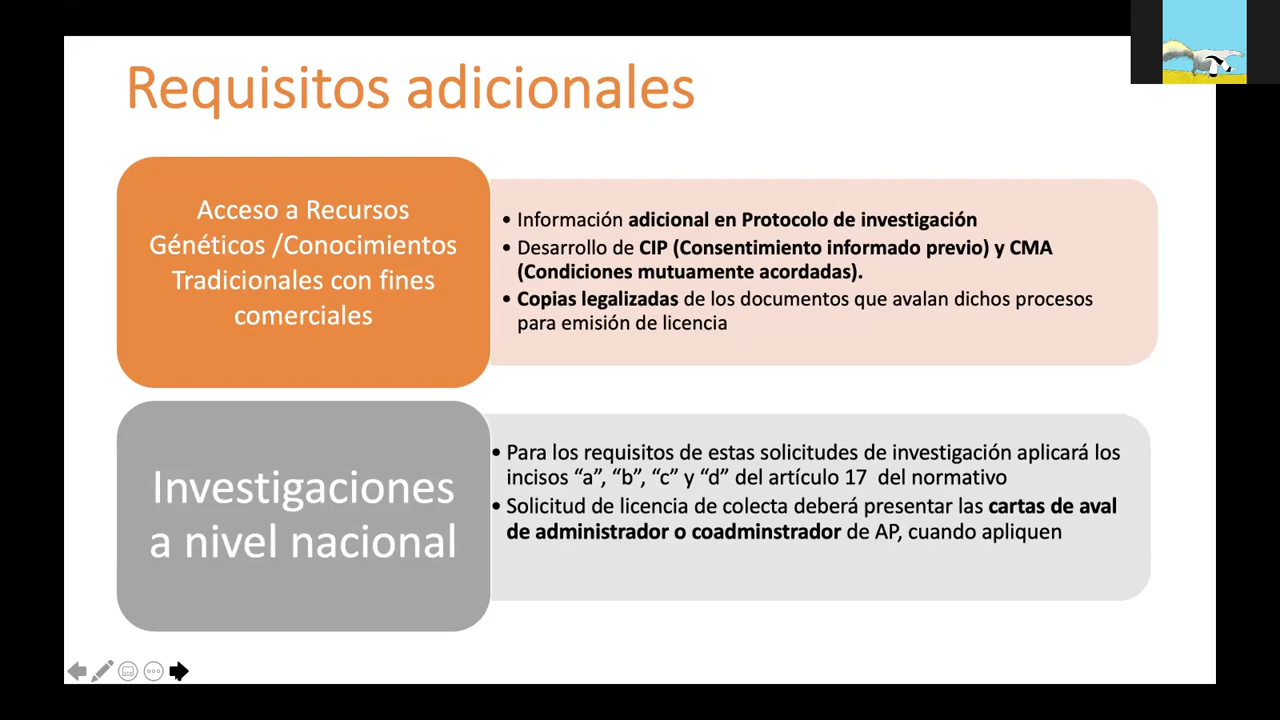 Requisitos adicionales
Acceso a Recursos
Généticos /Conocimientos
Tradicionales con fines
comerciales
• Información adicional en Protocolo de investigación
• Desarrollo de CIP (Consentimiento informado previo) y CMA
(Condiciones mutuamente acordadas).
• Copias legalizadas de los documentos que avalan dichos procesos
para emisión de licencia
Investigaciones
a nivel nacional
• Para los requisitos de estas solicitudes de investigación aplicará los
incisos “a”, “b”, “c” y “d” del artículo 17  del normativo
• Solicitud de licencia de colecta deberá presentar las cartas de aval
de administrador o coadminstrador de AP, cuando apliquen